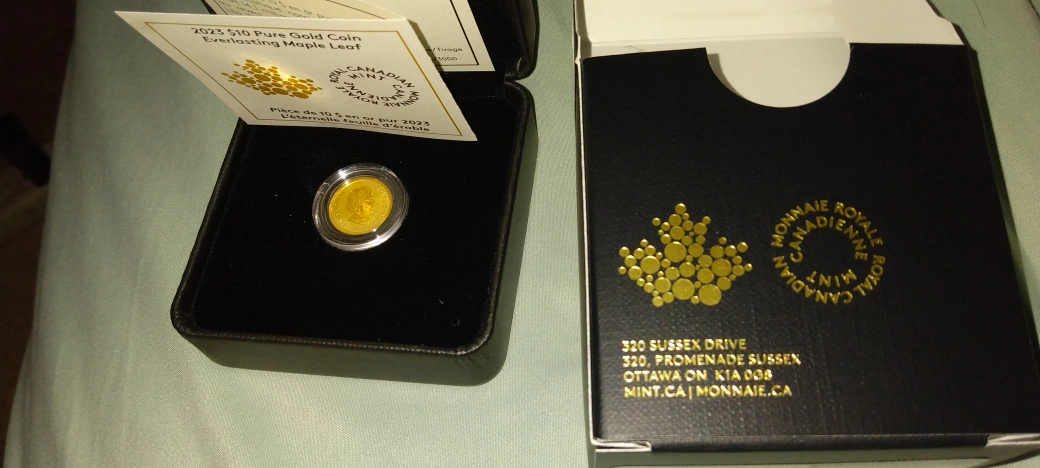 2023 $10 Pure Gold Coin
Everlasting Maple Leaf
ROYAL CANADIAN MINT
MONNAIE ROYALE CANADIENNE
Pièce de 10 $ en or pur 2023
L'éternelle feuille d'érable
/Tirage
MONNAIE ROYALE CANADIENNE
ROYAL CANADIAN MINT
320 SUSSEX DRIVE
320, PROMENADE SUSSEX
OTTAWA ON K1A 0G8
MINT.CA | MONNAIE.CA